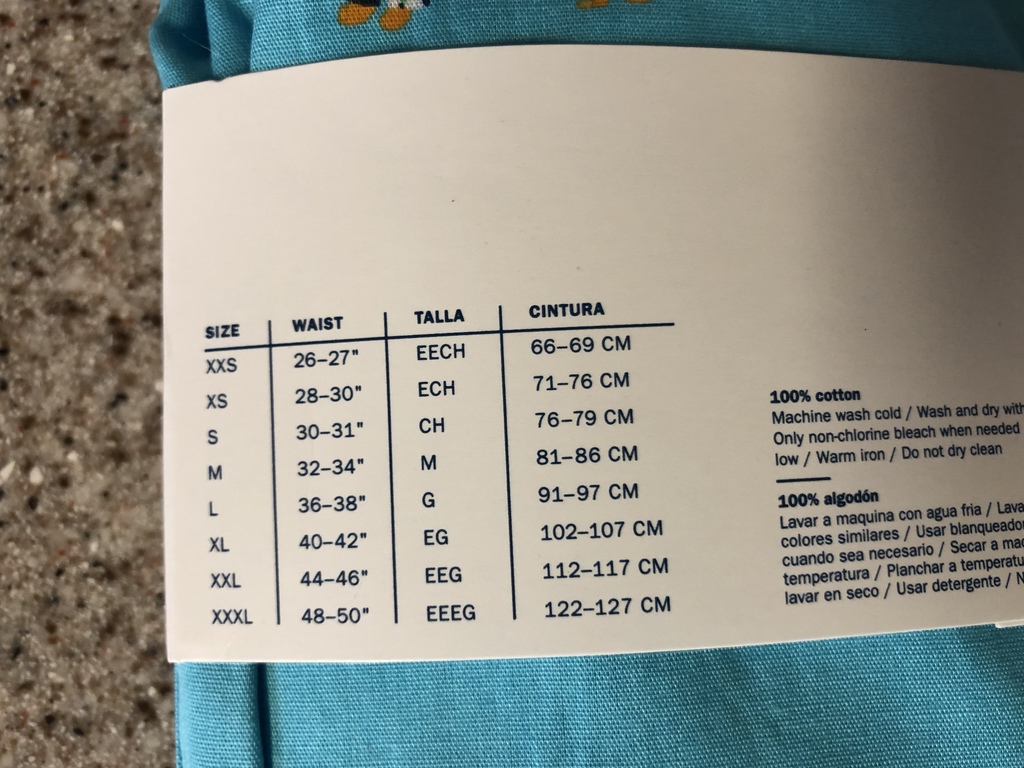 SIZE WAIST TALLA CINTURA
XXS 26–27" EECH 66–69 CM
XS 28–30" ECH 71–76 CM
S 30–31" CH 76–79 CM
M 32–34" M 81–86 CM
L 36–38" G 91–97 CM
XL 40–42" EG 102–107 CM
XXL 44–46" EEG 112–117 CM
XXXL 48–50" EEEG 122–127 CM
100% cotton
Machine wash cold / Wash and dry with
Only non-chlorine bleach when needed
low / Warm iron / Do not dry clean
100% algodón
Lavar a maquina con agua fria /
colores similares / Usar
cuando sea necesario / Secar a
temperatura / Planchar a
lavar en seco / Usar detergente /